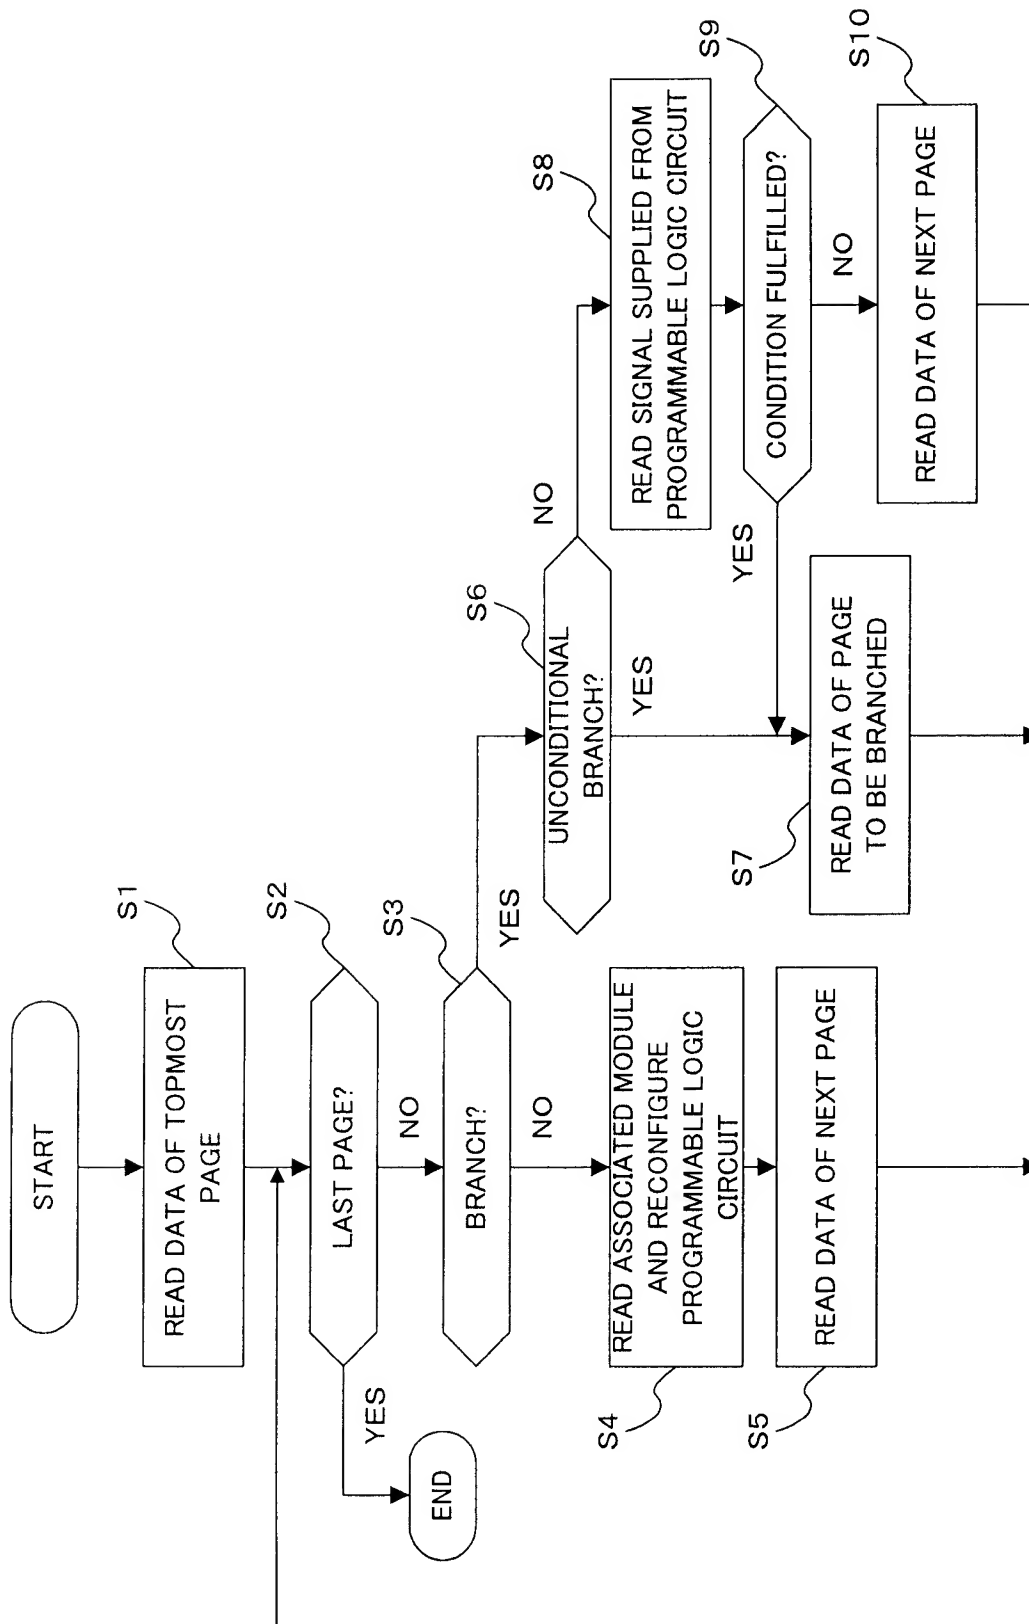 START
S1
READ DATA OF TOPMOST
PAGE
S2
LAST PAGE?
YES
END
NO
S3
BRANCH?
YES
NO
S4
READ ASSOCIATED MODULE
AND RECONFIGURE
PROGRAMMABLE LOGIC
CIRCUIT
S5
READ DATA OF NEXT PAGE
S6
UNCONDITIONAL
BRANCH?
NO
YES
S7
READ DATA OF PAGE
TO BE BRANCHED
S8
READ SIGNAL SUPPLIED FROM
PROGRAMMABLE LOGIC CIRCUIT
S9
CONDITION FULFILLED?
YES
NO
S10
READ DATA OF NEXT PAGE